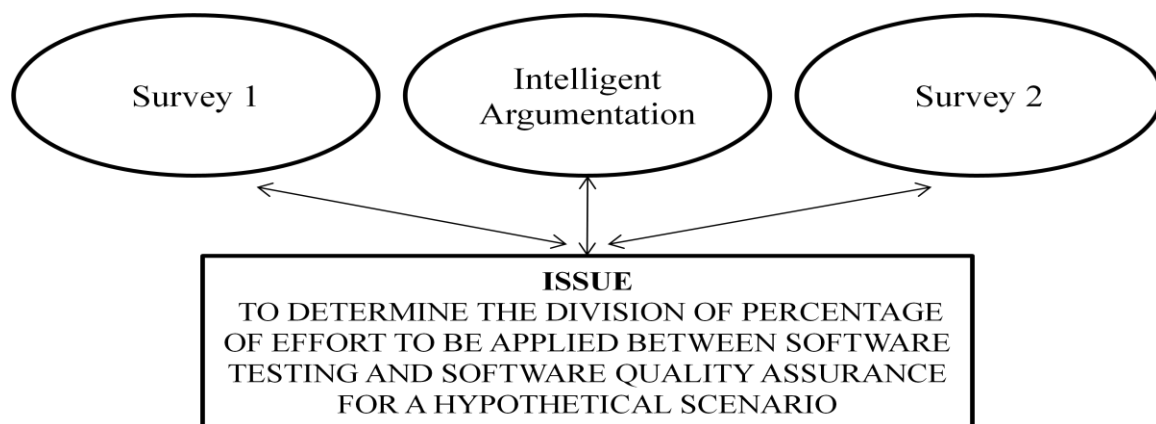 Survey 1
Intelligent
Argumentation
Survey 2
ISSUE
TO DETERMINE THE DIVISION OF PERCENTAGE
OF EFFORT TO BE APPLIED BETWEEN SOFTWARE
TESTING AND SOFTWARE QUALITY ASSURANCE
FOR A HYPOTHETICAL SCENARIO